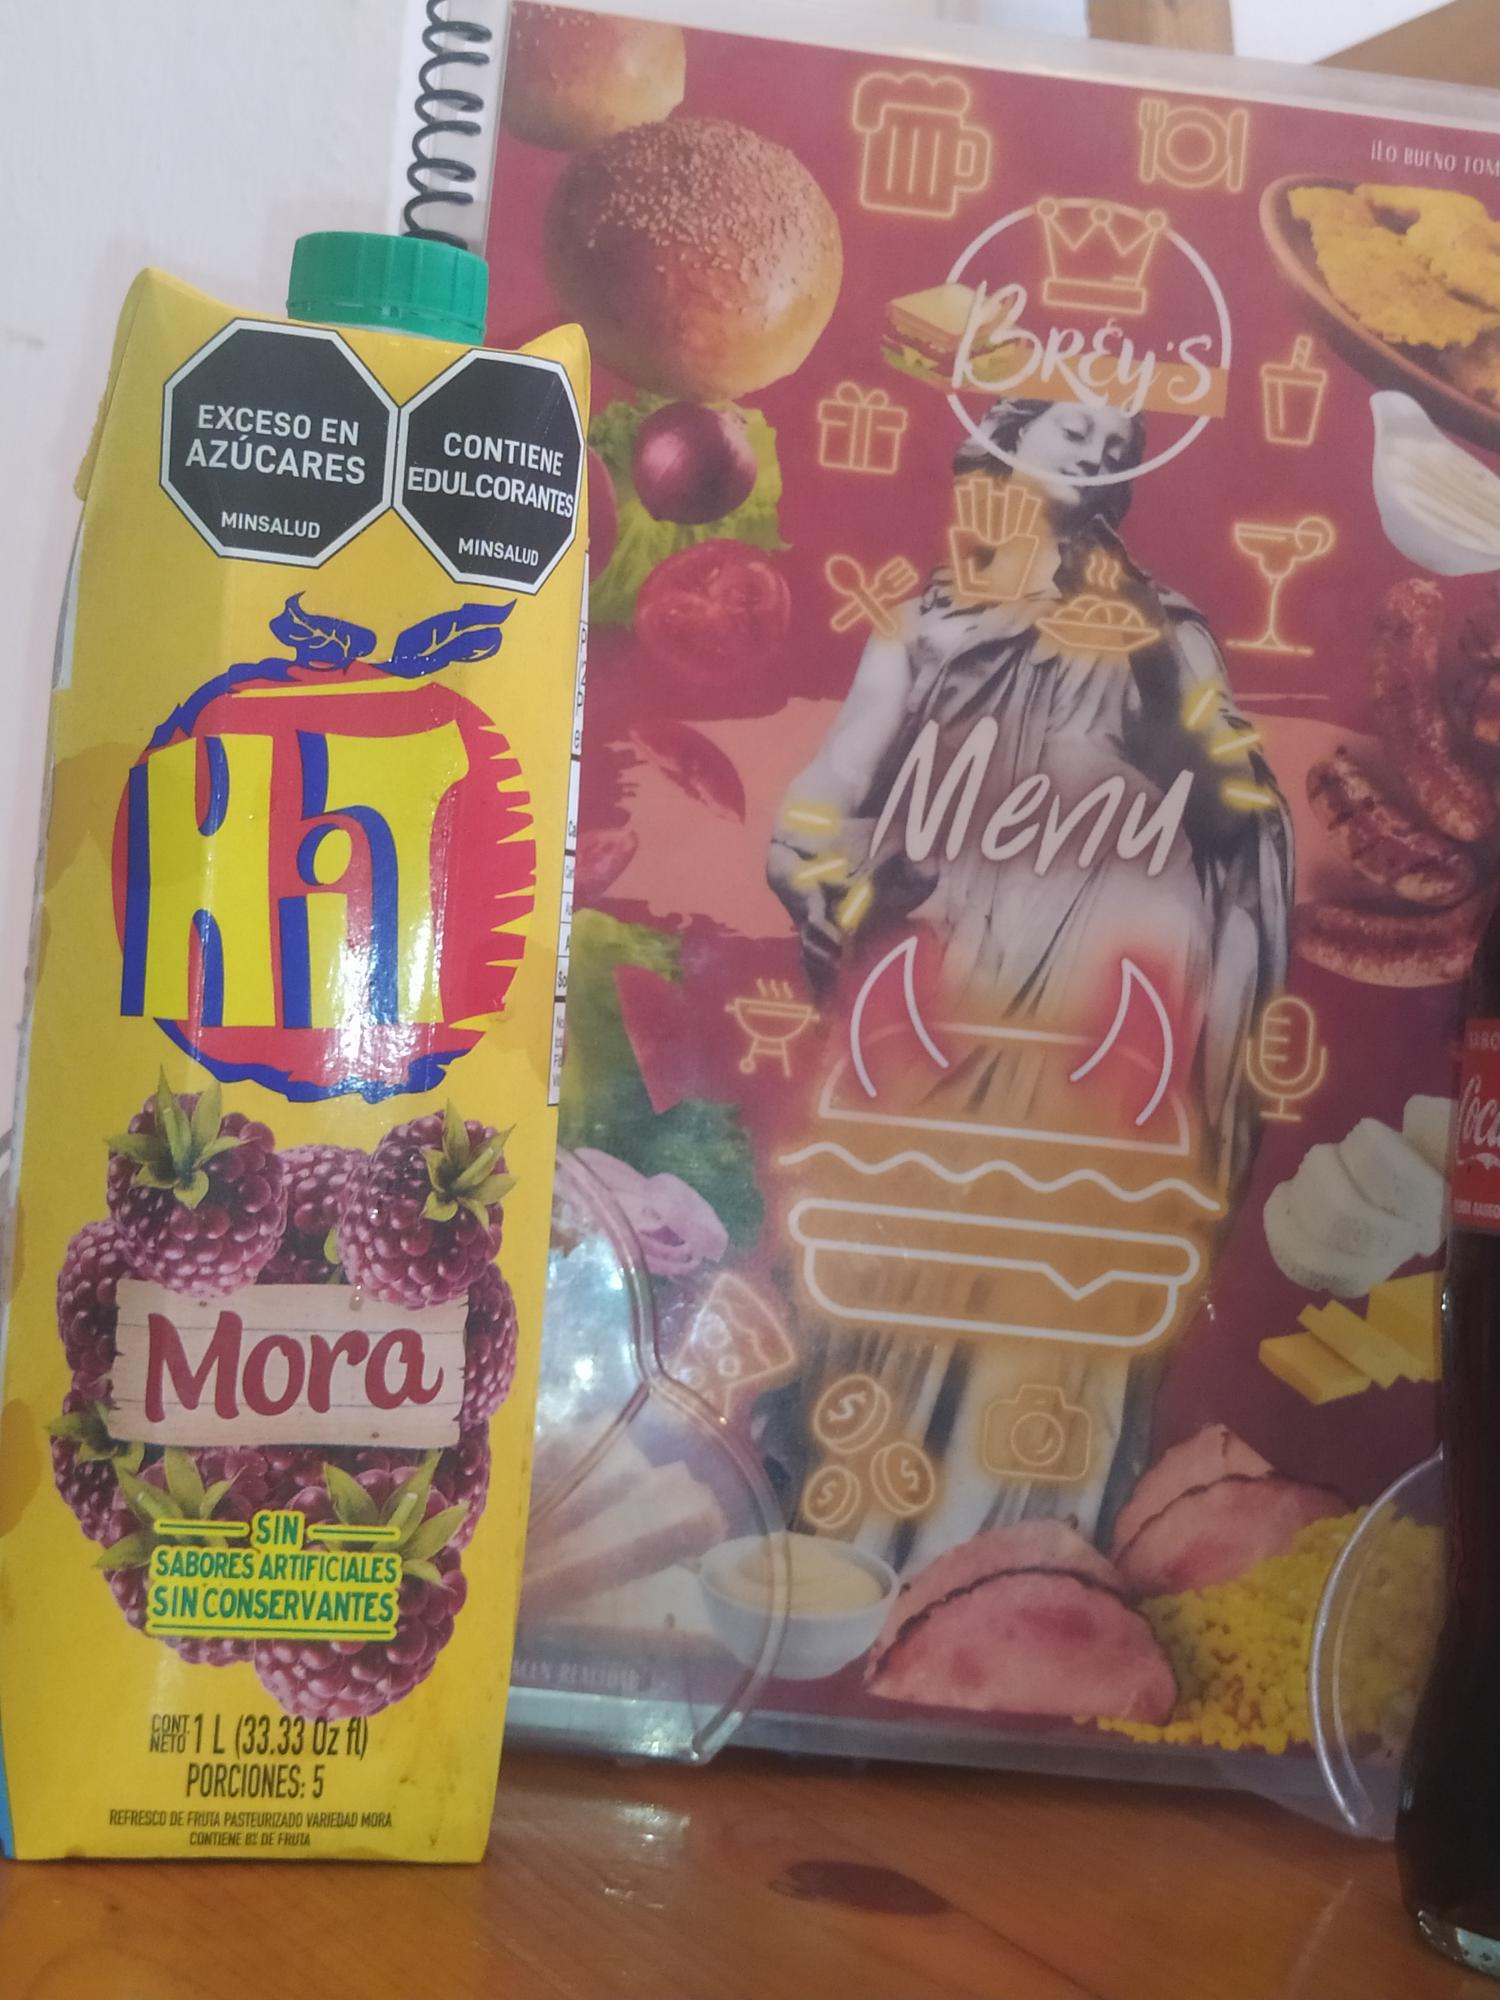 EXCESO EN
AZÚCARES
MINSALUD
CONTIENE
EDULCORANTES
MINSALUD
HiT
Mora
SIN
SABORES ARTIFICIALES
SIN CONSERVANTES
CONT.
NETO 1 L (33.33 Oz fl)
PORCIONES: 5
REFRESCO DE FRUTA PASTEURIZADO VARIEDAD MORA
CONTIENE 8% DE FRUTA
¡LO BUENO TOM
BREY'S
Menu
Coca